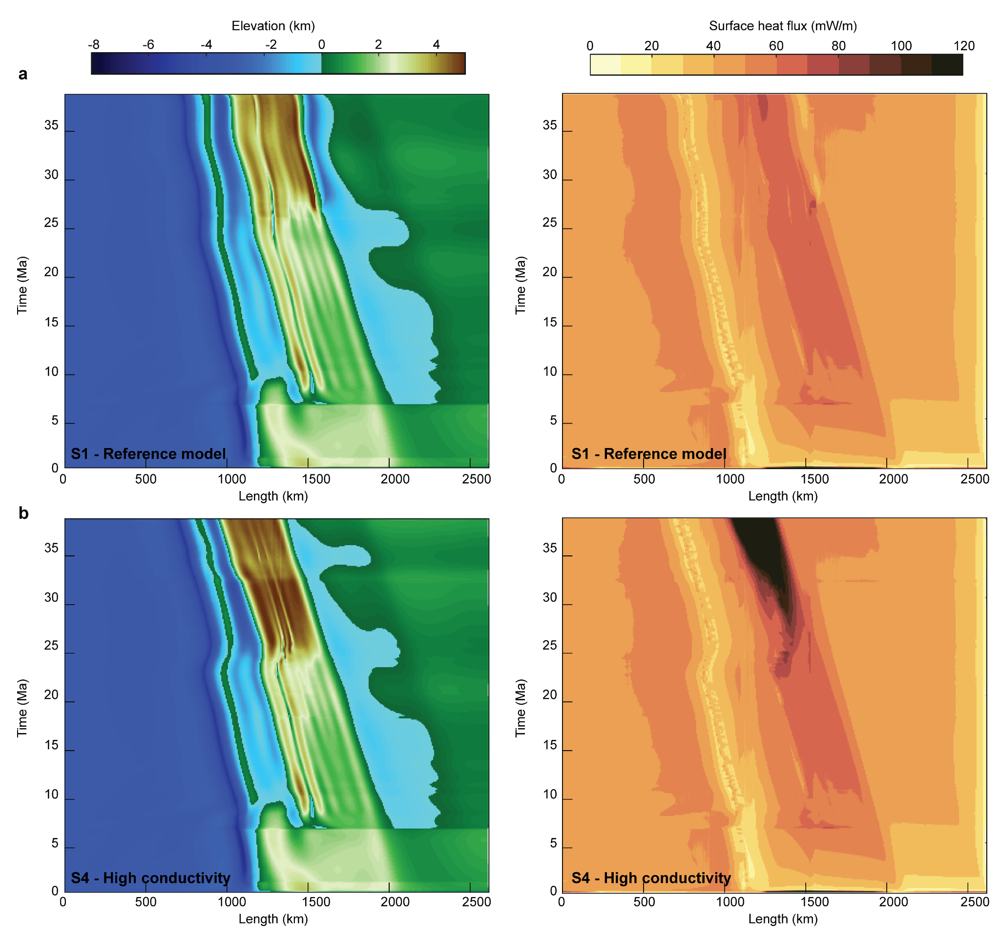 Elevation (km)
-8 -6 -4 -2 0 2 4
Surface heat flux (mW/m)
0 20 40 60 80 100 120
a
35
30
25
20
15
10
5
0
Time (Ma)
S1 - Reference model
0 500 1000 1500 2000 2500
Length (km)
35
30
25
20
15
10
5
0
Time (Ma)
S1 - Reference model
0 500 1000 1500 2000 2500
Length (km)
b
35
30
25
20
15
10
5
0
Time (Ma)
S4 - High conductivity
0 500 1000 1500 2000 2500
Length (km)
35
30
25
20
15
10
5
0
Time (Ma)
S4 - High conductivity
0 500 1000 1500 2000 2500
Length (km)